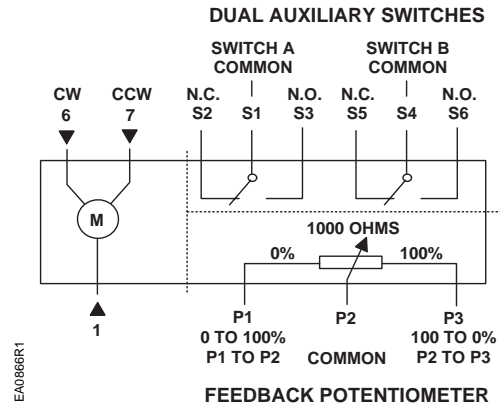 DUAL AUXILIARY SWITCHES
SWITCH A SWITCH B
COMMON COMMON
CW CCW N.C. N.O. N.C. N.O.
6 7 S2 S1 S3 S5 S4 S6
M
1000 OHMS
0% 100%
1 P1 P2 P3
0 TO 100% 100 TO 0%
P1 TO P2 COMMON P2 TO P3
FEEDBACK POTENTIOMETER
EA0866R1